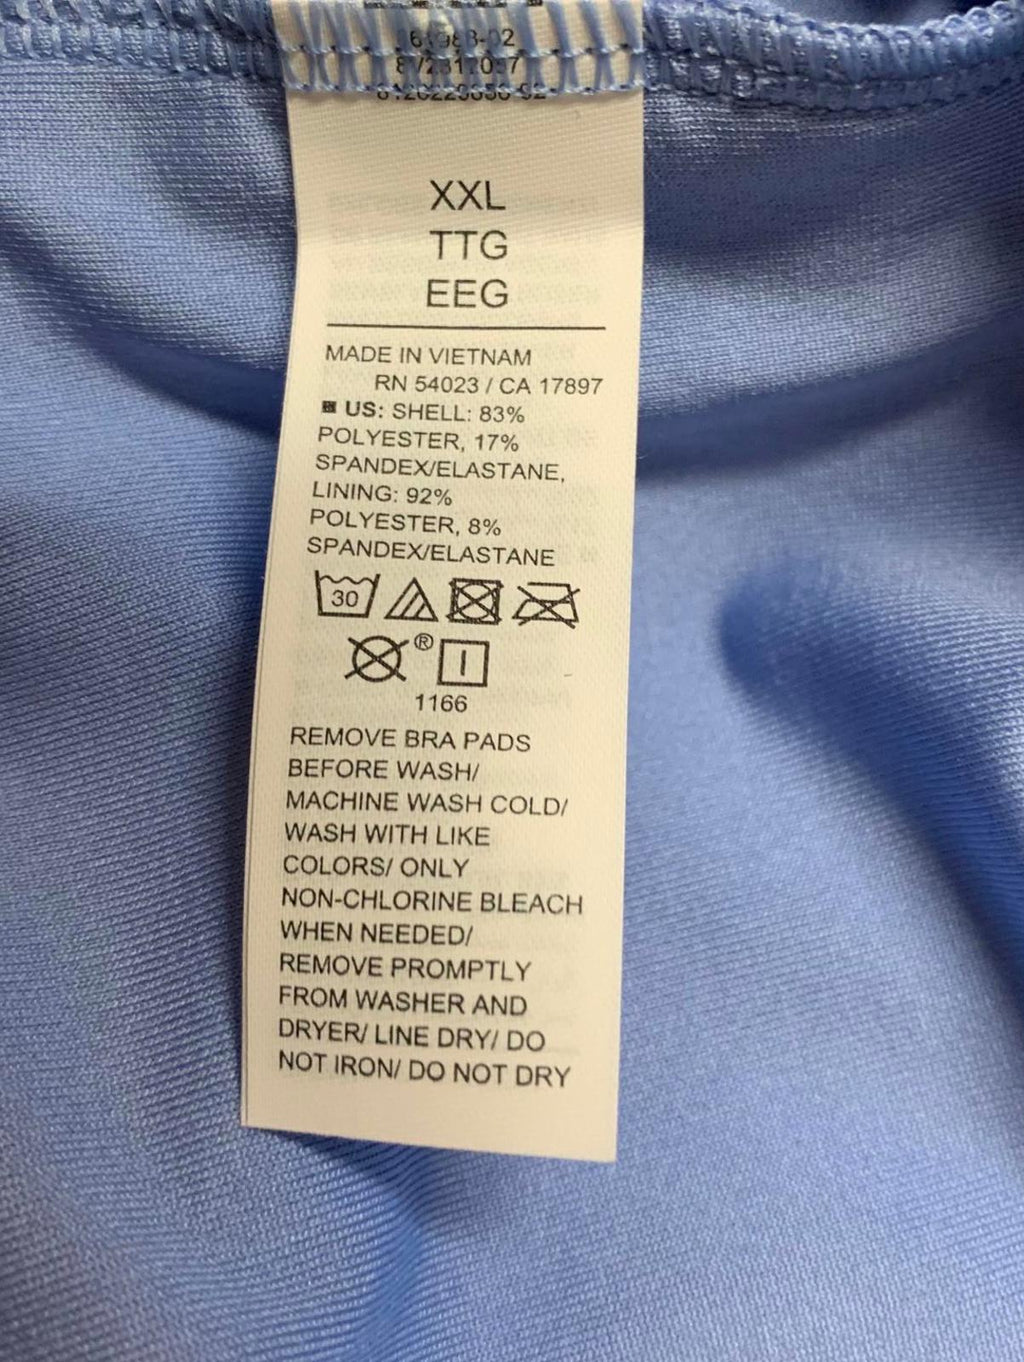 XXL
TTG
EEG
MADE IN VIETNAM
RN 54023 / CA 17897
US: SHELL: 83%
POLYESTER, 17%
SPANDEX/ELASTANE,
LINING: 92%
POLYESTER, 8%
SPANDEX/ELASTANE
30
®
1166
REMOVE BRA PADS
BEFORE WASH/
MACHINE WASH COLD/
WASH WITH LIKE
COLORS/ ONLY
NON-CHLORINE BLEACH
WHEN NEEDED/
REMOVE PROMPTLY
FROM WASHER AND
DRYER/ LINE DRY/ DO
NOT IRON/ DO NOT DRY